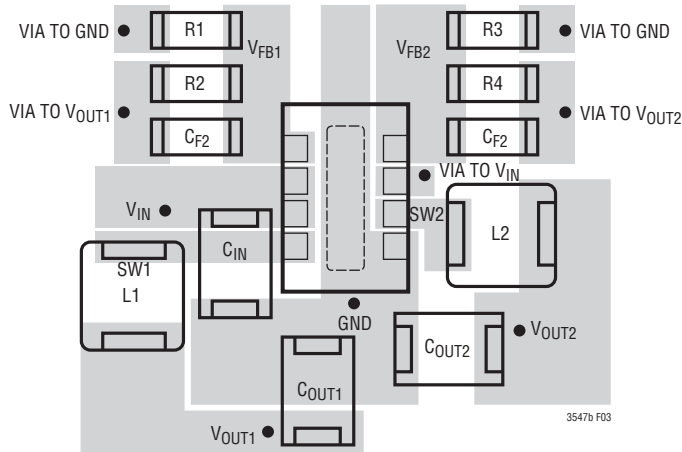 VIA TO GND
R1
VFB1
VFB2
R3
VIA TO GND
R2
R4
VIA TO VOUT1
VIA TO VOUT2
CF2
CF2
VIA TO VIN
VIN
SW2
CIN
L2
SW1
L1
GND
VOUT2
COUT2
COUT1
3547b F03
VOUT1